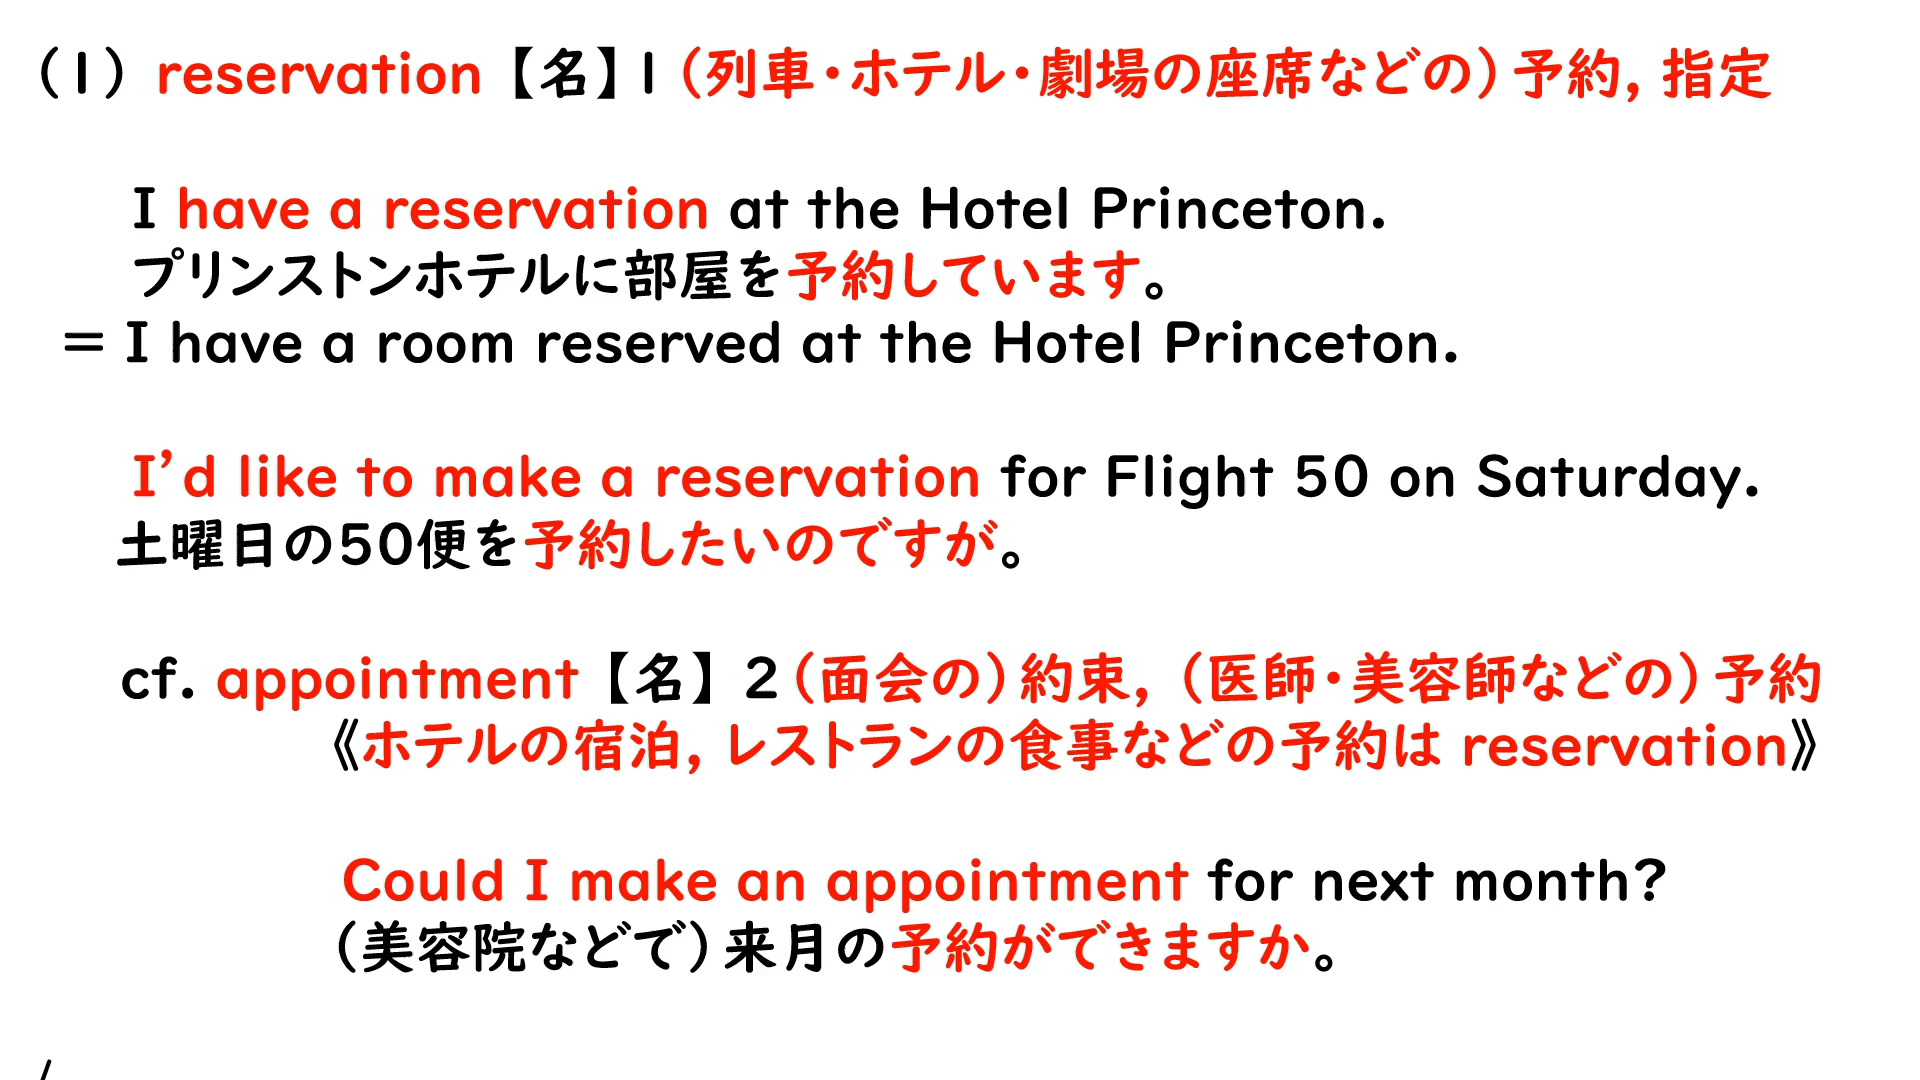 (1) reservation【名】1（列車・ホテル・劇場の座席などの）予約, 指定
I have a reservation at the Hotel Princeton.
プリンストンホテルに部屋を予約しています。
＝ I have a room reserved at the Hotel Princeton.
I'd like to make a reservation for Flight 50 on Saturday.
土曜日の50便を予約したいのですが。
cf. appointment【名】2（面会の）約束,（医師・美容師などの）予約
《ホテルの宿泊, レストランの食事などの予約は reservation》
Could I make an appointment for next month?
（美容院などで）来月の予約ができますか。